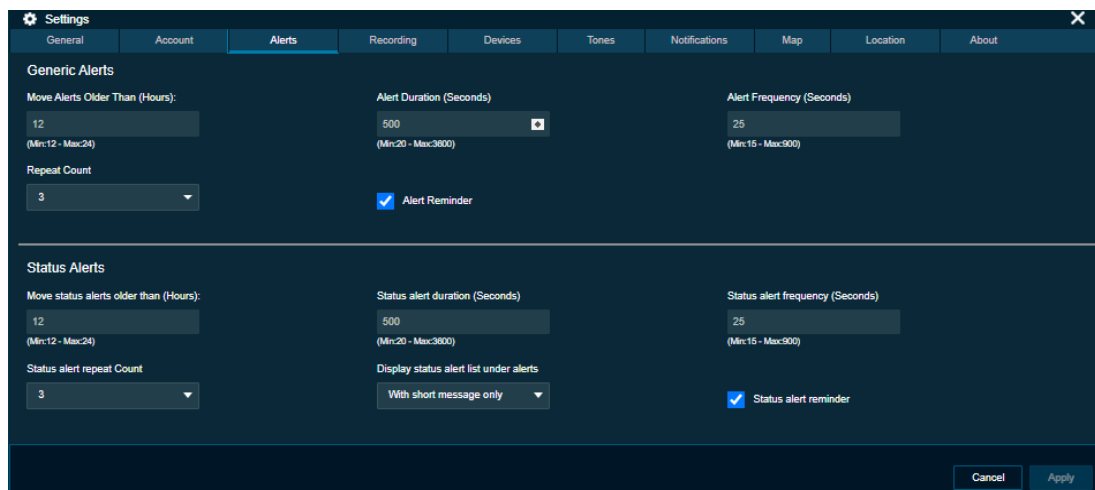 Settings
General Account Alerts Recording Devices Tones Notifications Map Location About
Generic Alerts
Move Alerts Older Than (Hours): Alert Duration (Seconds) Alert Frequency (Seconds)
12 500 25
(Min:12 - Max:24) (Min:20 - Max:3600) (Min:15 - Max:900)
Repeat Count
3 Alert Reminder
Status Alerts
Move status alerts older than (Hours): Status alert duration (Seconds) Status alert frequency (Seconds)
12 500 25
(Min:12 - Max:24) (Min:20 - Max:3600) (Min:15 - Max:900)
Status alert repeat Count Display status alert list under alerts
3 With short message only Status alert reminder
Cancel Apply